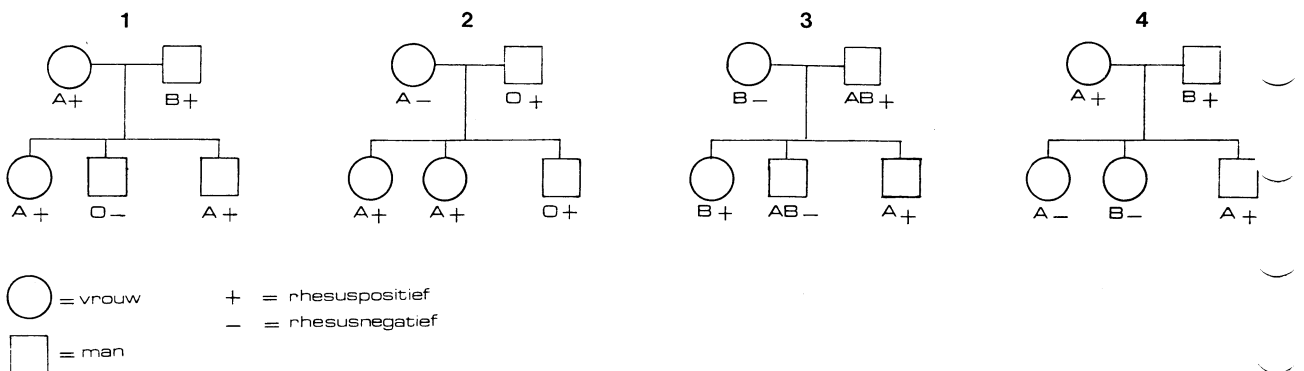 1 2 3 4
A+ B+ A- O+ B- AB+ A+ B+
A+ O- A+ A+ A+ O+ B+ AB- A+ A- B- A+
= vrouw + = rhesuspositief
- = rhesusnegatief
= man